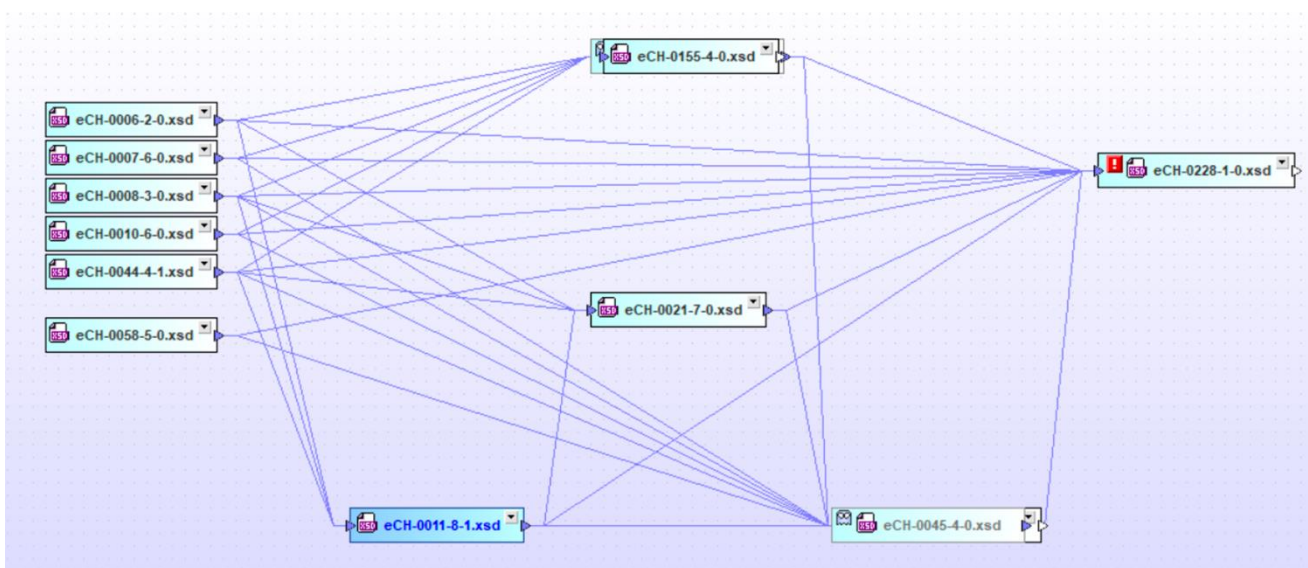 eCH-0155-4-0.xsd
eCH-0006-2-0.xsd
eCH-0007-6-0.xsd
eCH-0228-1-0.xsd
eCH-0008-3-0.xsd
eCH-0010-6-0.xsd
eCH-0044-4-1.xsd
eCH-0021-7-0.xsd
eCH-0058-5-0.xsd
eCH-0011-8-1.xsd
eCH-0045-4-0.xsd